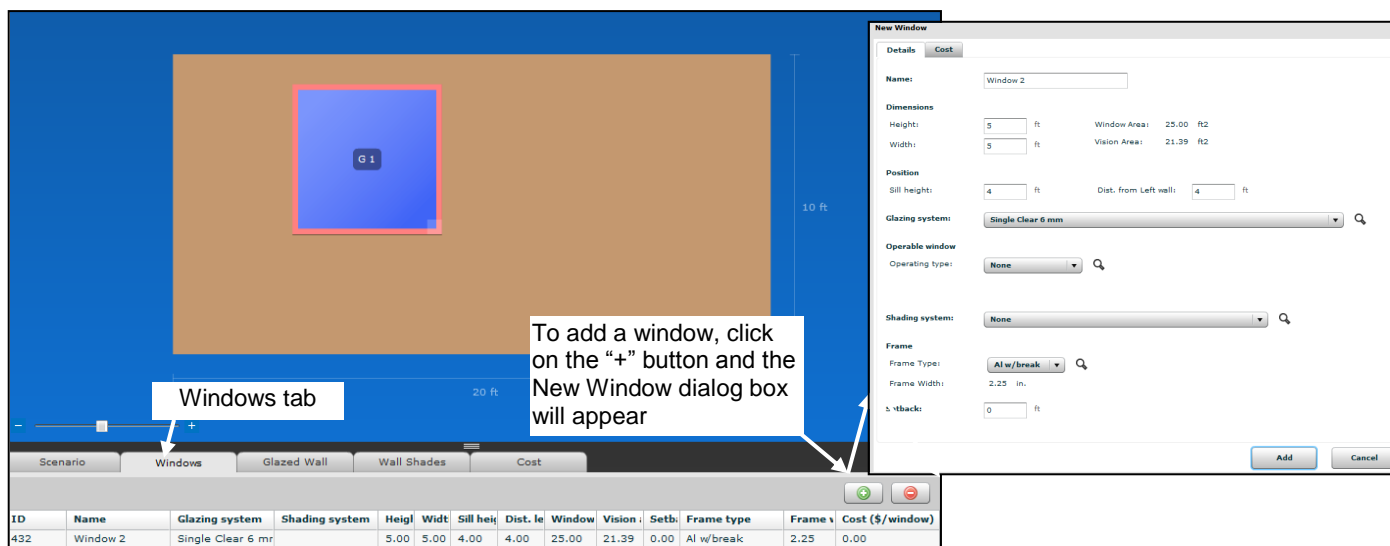 G 1
10 ft
20 ft
Windows tab
To add a window, click
on the “+” button and the
New Window dialog box
will appear
- +
Scenario Windows Glazed Wall Wall Shades Cost
ID Name Glazing system Shading system Heigl Widt Sill heig Dist. le Window Vision Setb: Frame type Frame Cost ($/window)
432 Window 2 Single Clear 6 mr 5.00 5.00 4.00 4.00 25.00 21.39 0.00 Al w/break 2.25 0.00
New Window
Details Cost
Name: Window 2
Dimensions
Height: 5 ft Window Area: 25.00 ft2
Width: 5 ft Vision Area: 21.39 ft2
Position
Sill height: 4 ft Dist. from Left wall: 4 ft
Glazing system: Single Clear 6 mm
Operable window
Operating type: None
Shading system: None
Frame
Frame Type: Al w/break
Frame Width: 2.25 in.
0 ft
Add Cancel